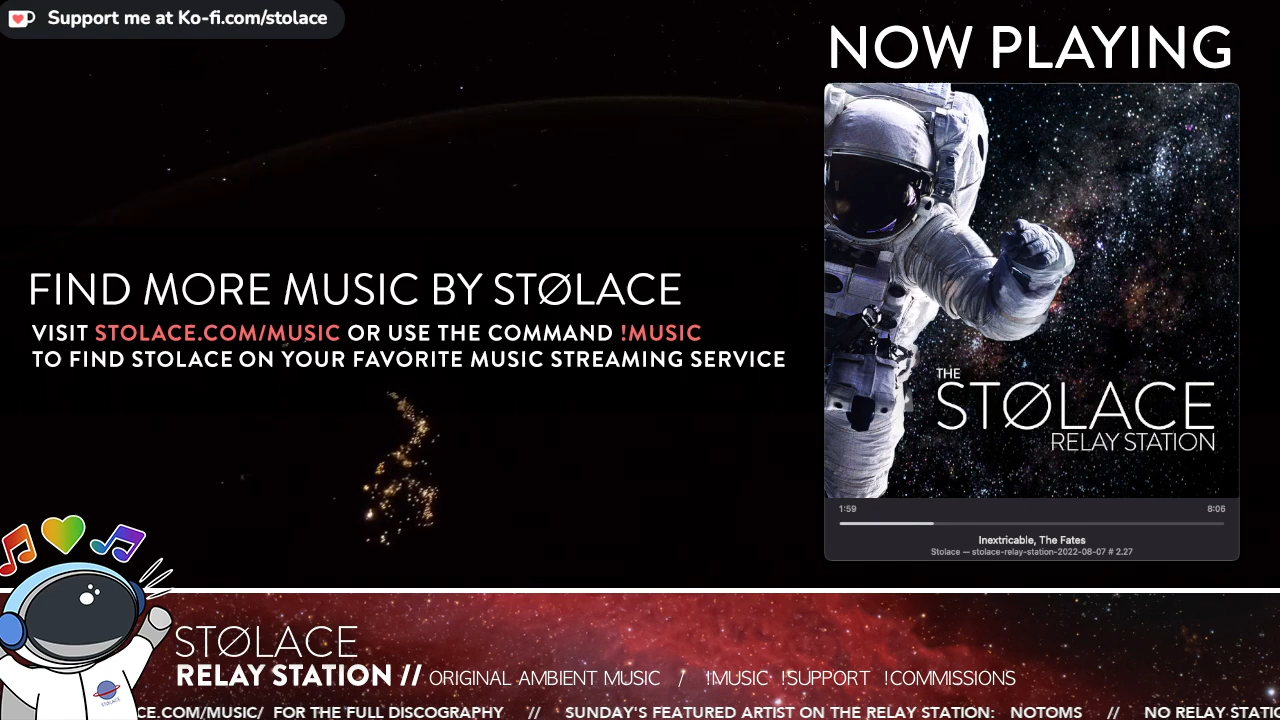 Support me at Ko-fi.com/stolace
NOW PLAYING
THE
STØLACE
RELAY STATION
1:59 8:06
Inextricable, The Fates
Stolace — stolace-relay-station-2022-08-07 # 2.27
FIND MORE MUSIC BY STØLACE
VISIT STOLACE.COM/MUSIC OR USE THE COMMAND !MUSIC
TO FIND STOLACE ON YOUR FAVORITE MUSIC STREAMING SERVICE
STØLACE
RELAY STATION // ORIGINAL AMBIENT MUSIC / !MUSIC !SUPPORT !COMMISSIONS
STOLACE
CE.COM/MUSIC/ FOR THE FULL DISCOGRAPHY // SUNDAY'S FEATURED ARTIST ON THE RELAY STATION: NOTOMS // NO RELAY STATIO